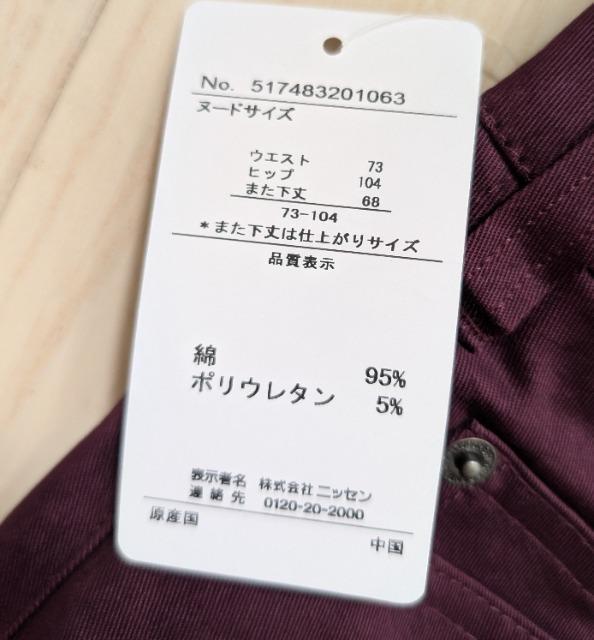 No. 517483201063
ヌードサイズ
ウエスト 73
ヒップ 104
また下丈 68
73-104
*また下丈は仕上がりサイズ
品質表示
綿 95%
ポリウレタン 5%
表示者名 株式会社ニッセン
連絡先 0120-20-2000
原産国 中国